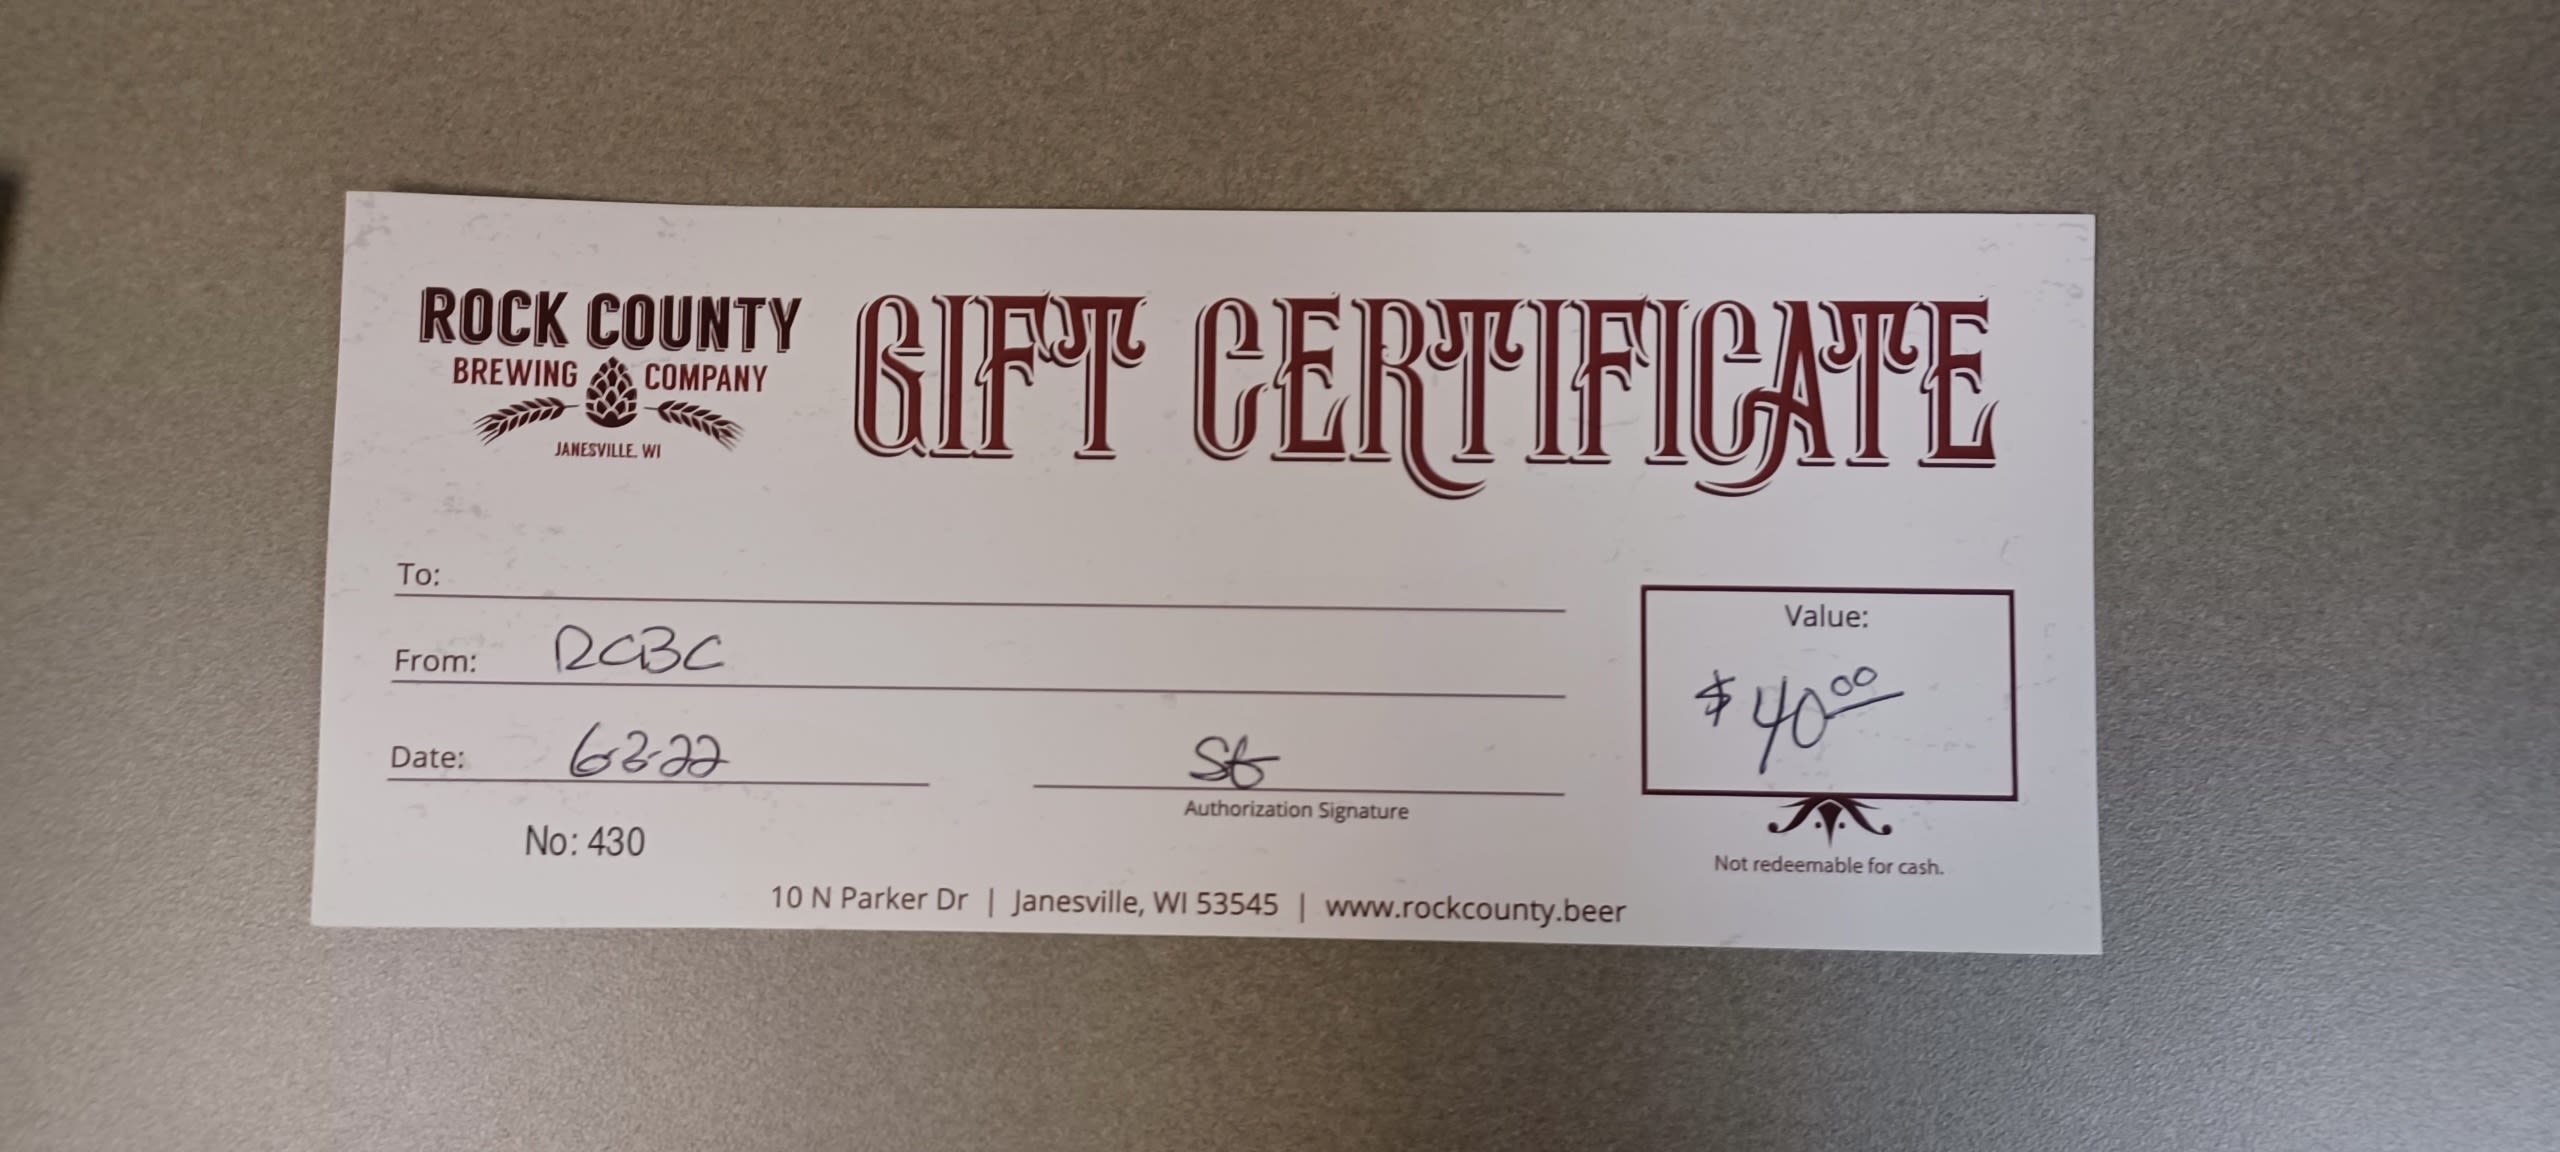 ROCK COUNTY
BREWING COMPANY
JANESVILLE, WI
GIFT CERTIFICATE
To:
From: RCBC
Value:
$40.00
Date: 6-2-22
Authorization Signature
No: 430
Not redeemable for cash.
10 N Parker Dr | Janesville, WI 53545 | www.rockcounty.beer